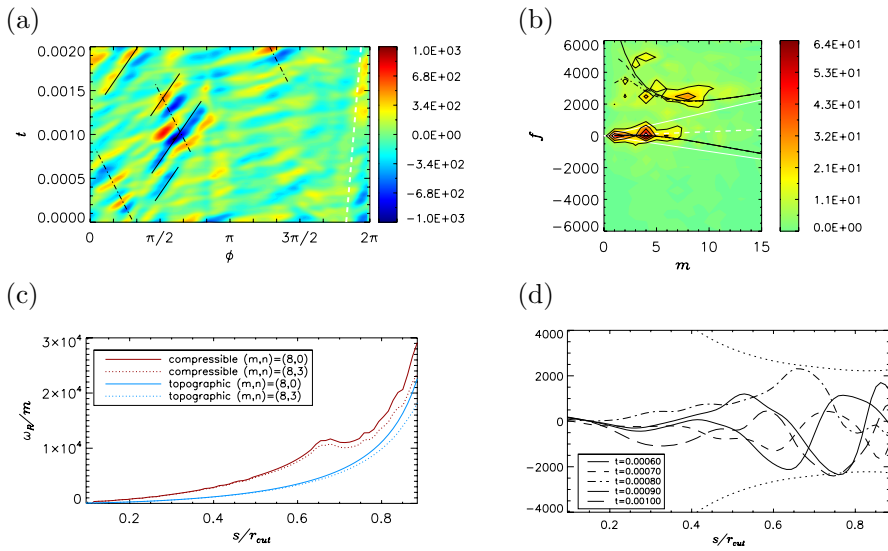 (a)
0.0020
0.0015
0.0010
0.0005
0.0000
t
0
π/2
π
3π/2
2π
ϕ
1.0E+03
6.8E+02
3.4E+02
0.0E+00
−3.4E+02
−6.8E+02
−1.0E+03
(b)
6000
4000
2000
0
−2000
−4000
−6000
f
0
5
10
15
m
6.4E+01
5.3E+01
4.3E+01
3.2E+01
2.1E+01
1.1E+01
0.0E+00
(c)
3×10⁴
2×10⁴
1×10⁴
0
ω_R/m
compressible (m,n)=(8,0)
compressible (m,n)=(8,3)
topographic (m,n)=(8,0)
topographic (m,n)=(8,3)
0.2
0.4
0.6
0.8
s/r_cut
(d)
4000
2000
0
−2000
−4000
t=0.00060
t=0.00070
t=0.00080
t=0.00090
t=0.00100
0.2
0.4
0.6
0.8
s/r_cut